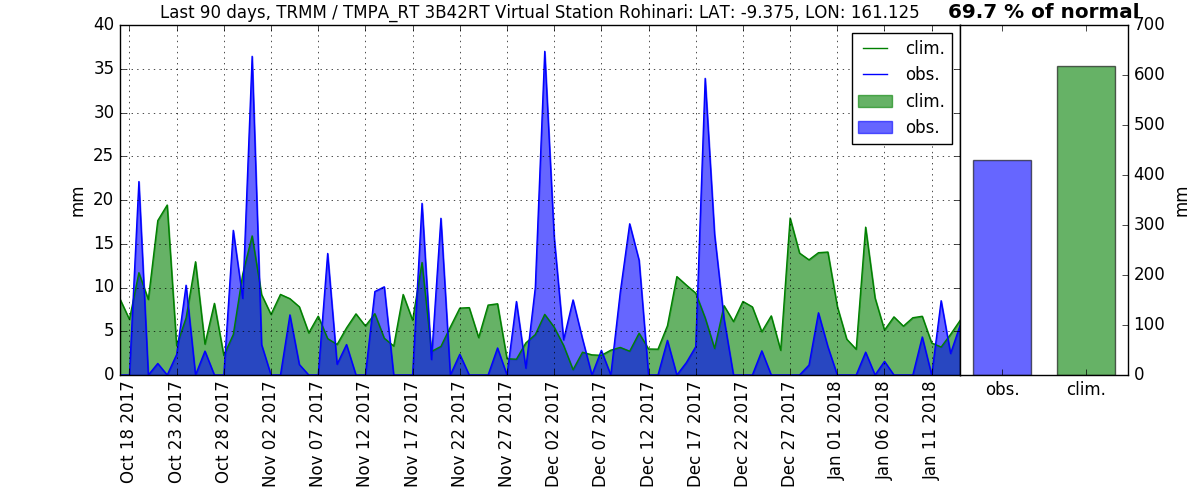 Last 90 days, TRMM / TMPA_RT 3B42RT Virtual Station Rohinari: LAT: -9.375, LON: 161.125
69.7 % of normal
mm
40
35
30
25
20
15
10
5
0
clim.
obs.
clim.
obs.
700
600
500
400
300
200
100
0
mm
obs.
clim.
Oct 18 2017
Oct 23 2017
Oct 28 2017
Nov 02 2017
Nov 07 2017
Nov 12 2017
Nov 17 2017
Nov 22 2017
Nov 27 2017
Dec 02 2017
Dec 07 2017
Dec 12 2017
Dec 17 2017
Dec 22 2017
Dec 27 2017
Jan 01 2018
Jan 06 2018
Jan 11 2018